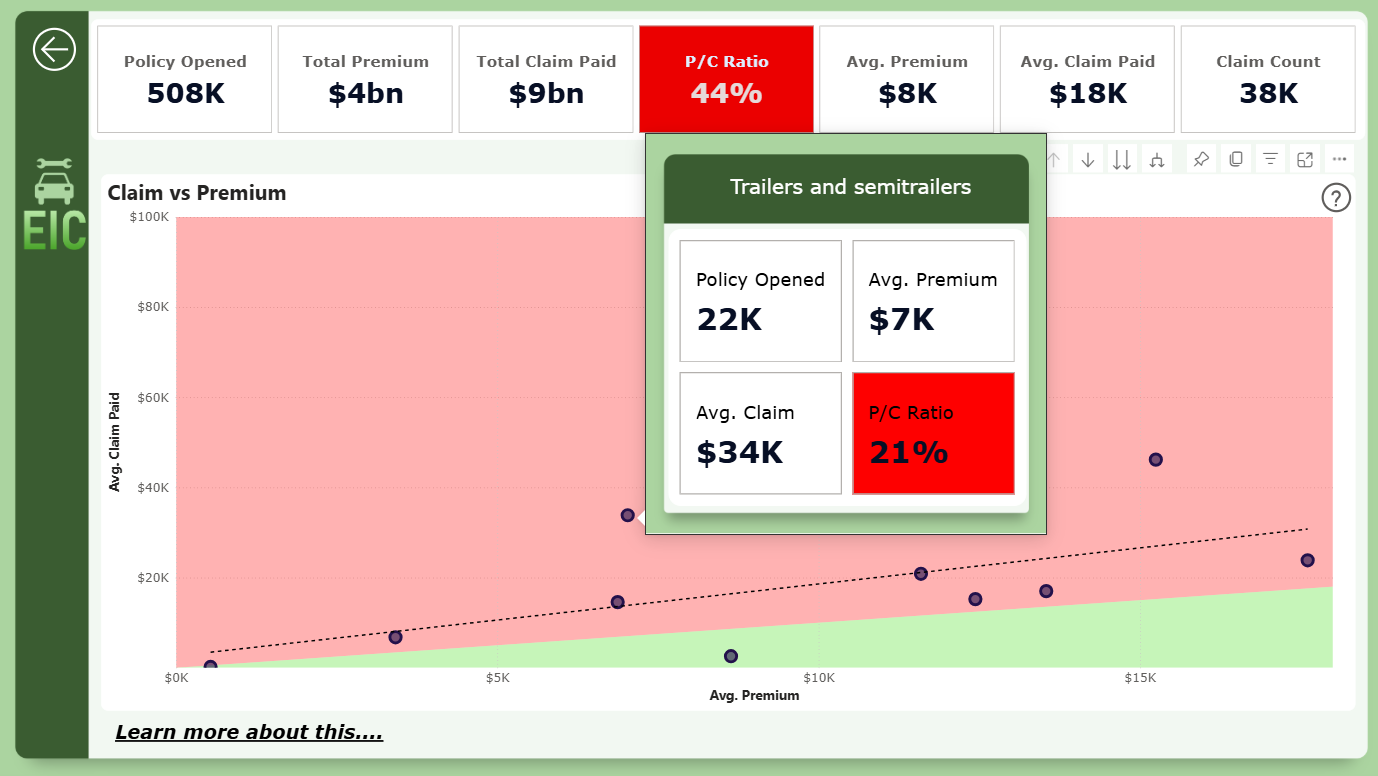 Policy Opened
508K
Total Premium
$4bn
Total Claim Paid
$9bn
P/C Ratio
44%
Avg. Premium
$8K
Avg. Claim Paid
$18K
Claim Count
38K
EIC
Claim vs Premium
?
Trailers and semitrailers
Policy Opened
22K
Avg. Premium
$7K
Avg. Claim
$34K
P/C Ratio
21%
Avg. Claim Paid
$100K
$80K
$60K
$40K
$20K
$0K
$5K
$10K
$15K
Avg. Premium
Learn more about this....